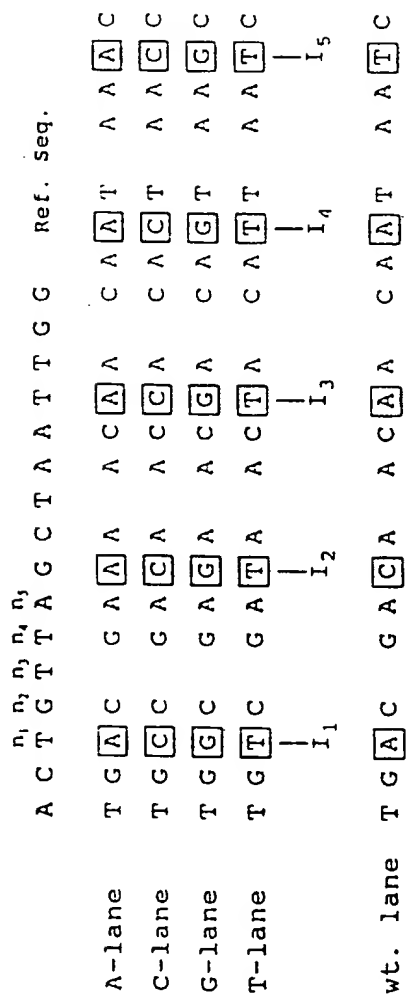 n₁ n₂ n₃ n₄ n₅
A C T G T T A G C T A A T T G G Ref. Seq.
A-lane T G A C G A A A A C A A C A A T A A A C
C-lane T G C C G A C A A C C A C A C T A A C C
G-lane T G G C G A G A A C G A C A G T A A G C
T-lane T G T C G A T A A C T A C A T T A A T C
I₁ I₂ I₃ I₄ I₅
wt. lane T G A C G A C A A C A A C A A T A A T C